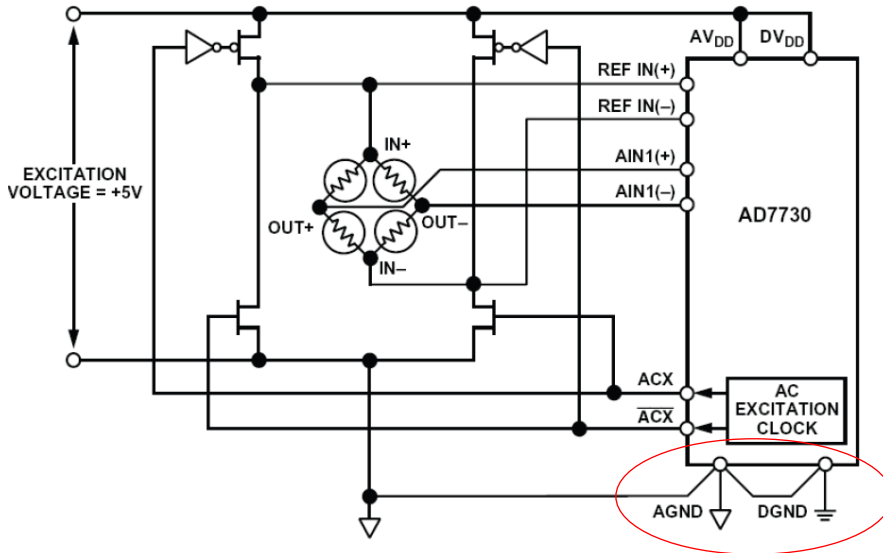 AVDD DVDD
REF IN(+)
REF IN(–)
IN+
AIN1(+)
EXCITATION
VOLTAGE = +5V
AIN1(–)
AD7730
OUT+
OUT–
IN–
ACX
AC
EXCITATION
CLOCK
ACX
AGND
DGND